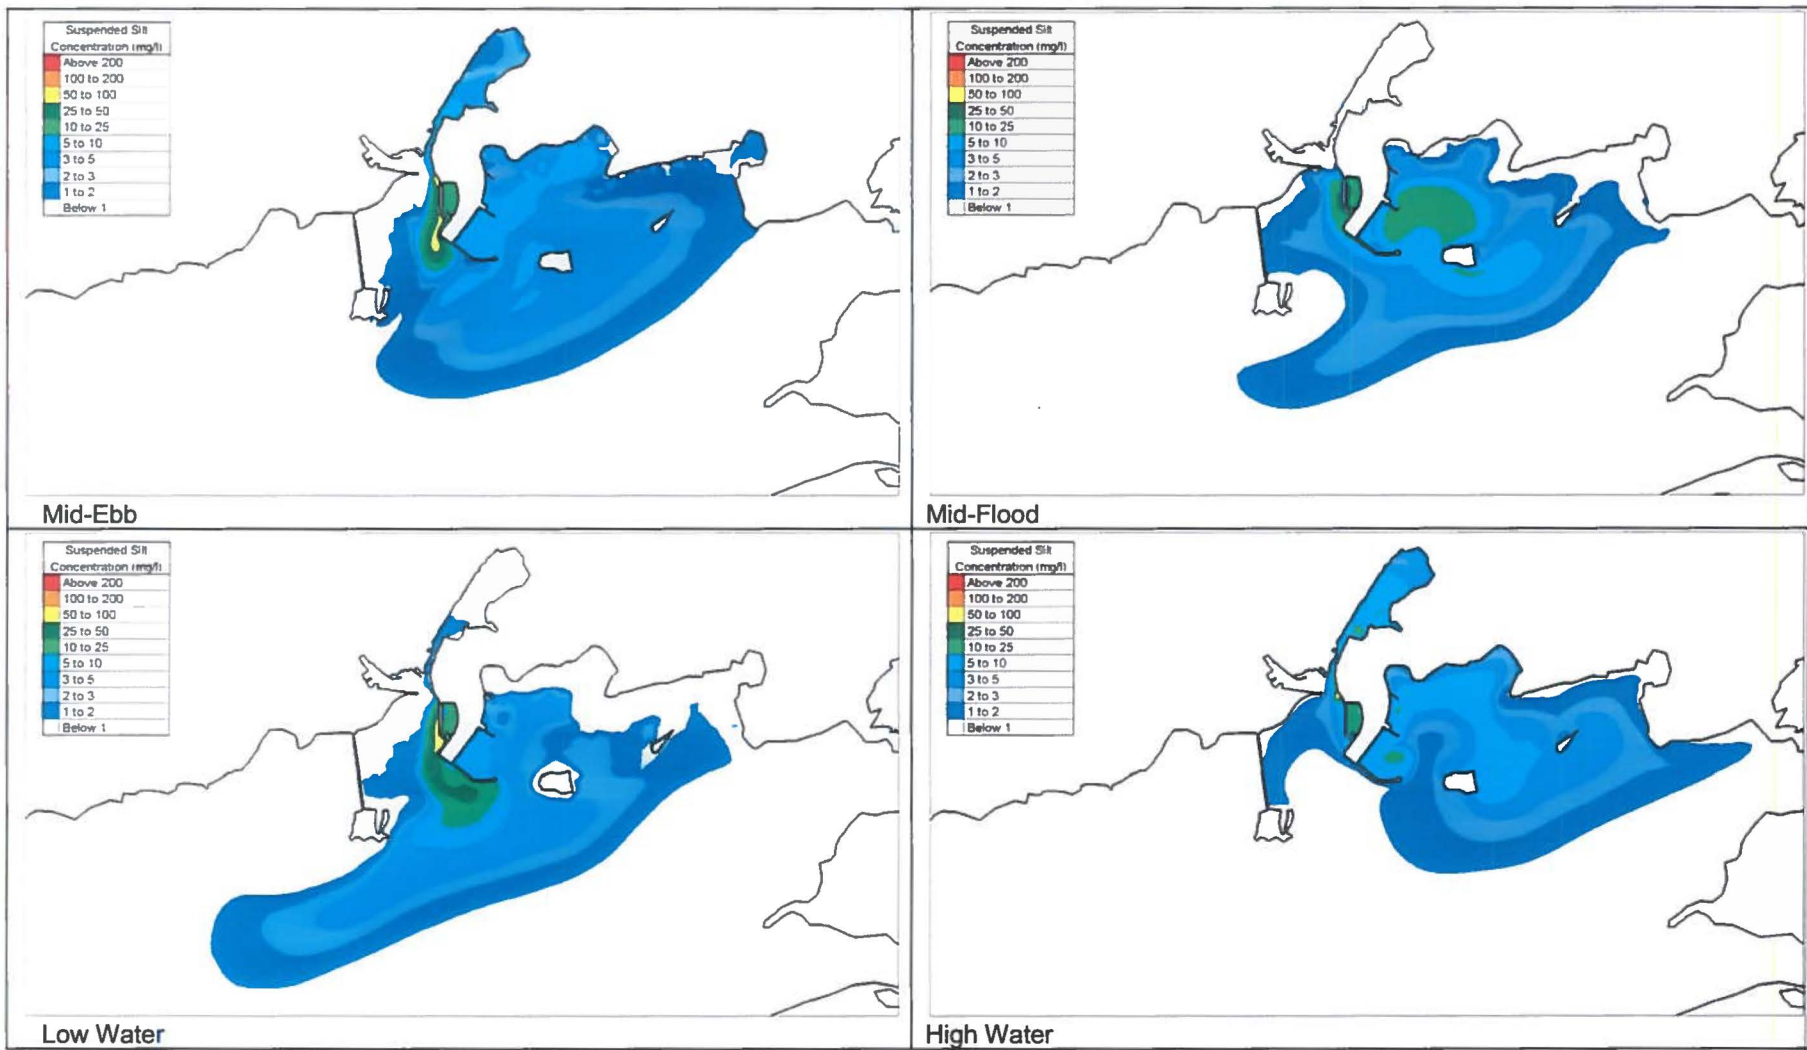 Suspended Silt
Concentration (mg/l)
Above 200
100 to 200
50 to 100
25 to 50
10 to 25
5 to 10
3 to 5
2 to 3
1 to 2
Below 1
Mid-Ebb
Suspended Silt
Concentration (mg/l)
Above 200
100 to 200
50 to 100
25 to 50
10 to 25
5 to 10
3 to 5
2 to 3
1 to 2
Below 1
Mid-Flood
Suspended Silt
Concentration (mg/l)
Above 200
100 to 200
50 to 100
25 to 50
10 to 25
5 to 10
3 to 5
2 to 3
1 to 2
Below 1
Low Water
Suspended Silt
Concentration (mg/l)
Above 200
100 to 200
50 to 100
25 to 50
10 to 25
5 to 10
3 to 5
2 to 3
1 to 2
Below 1
High Water